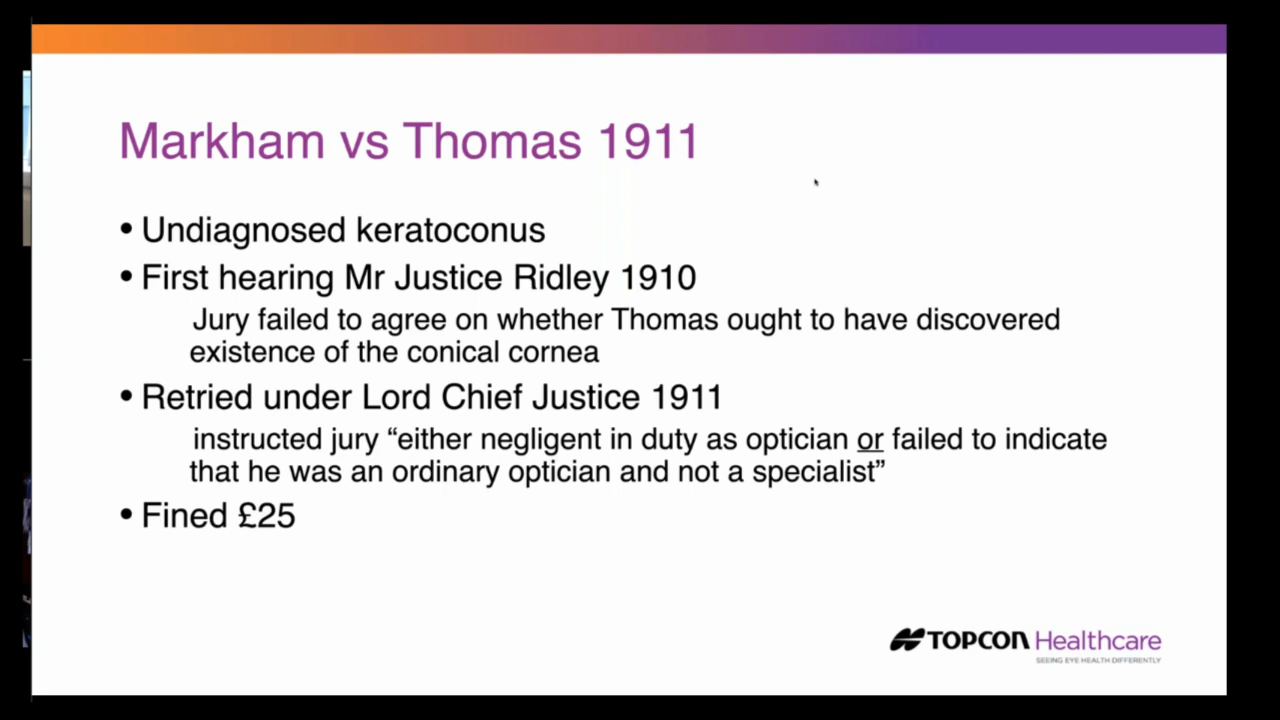 Markham vs Thomas 1911
• Undiagnosed keratoconus
• First hearing Mr Justice Ridley 1910
Jury failed to agree on whether Thomas ought to have discovered
existence of the conical cornea
• Retried under Lord Chief Justice 1911
instructed jury “either negligent in duty as optician or failed to indicate
that he was an ordinary optician and not a specialist”
• Fined £25
TOPCON Healthcare
SEEING EYE HEALTH DIFFERENTLY